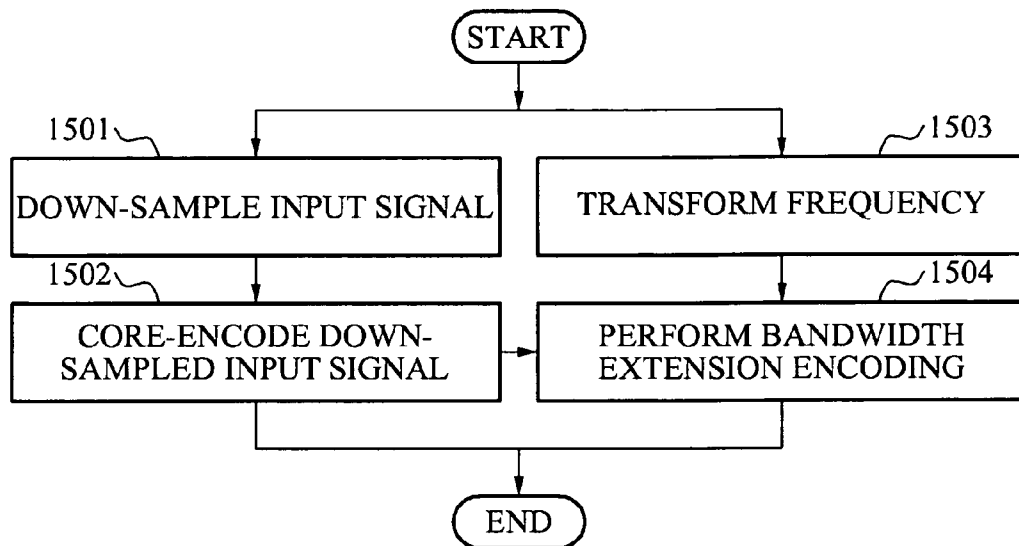 START
1501
1503
DOWN-SAMPLE INPUT SIGNAL
TRANSFORM FREQUENCY
1502
1504
CORE-ENCODE DOWN-
SAMPLED INPUT SIGNAL
PERFORM BANDWIDTH
EXTENSION ENCODING
END